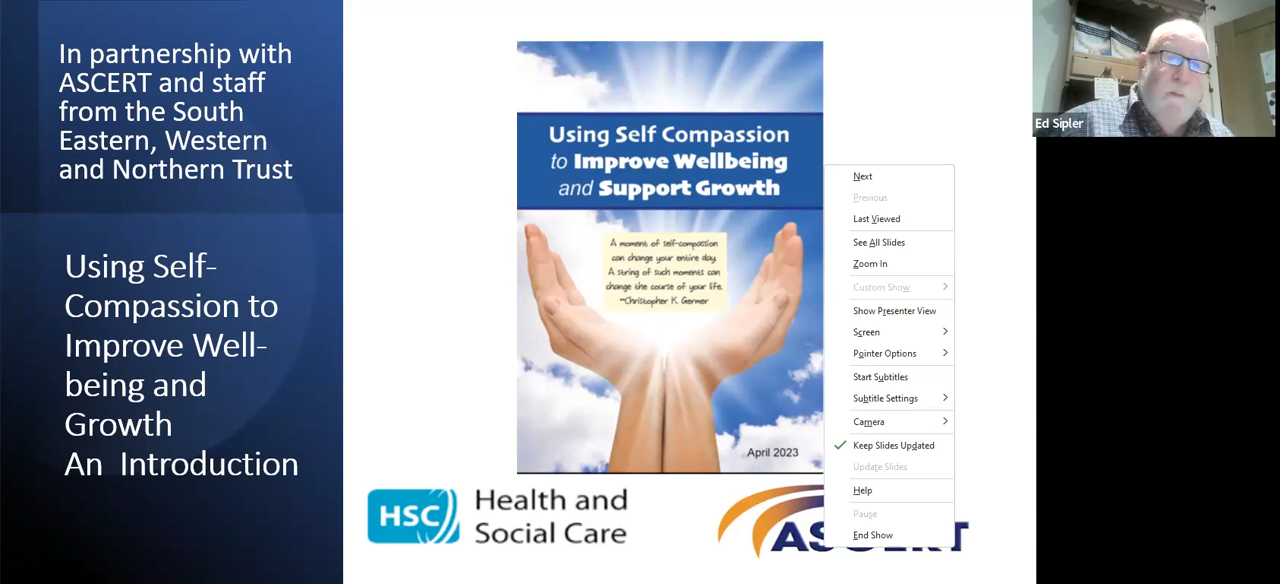 In partnership with
ASCERT and staff
from the South
Eastern, Western
and Northern Trust
Using Self-
Compassion to
Improve Well-
being and
Growth
An Introduction
Using Self Compassion
to Improve Wellbeing
and Support Growth
A moment of self-compassion
can change your entire day.
A string of such moments can
change the course of your life.
~Christopher K. Germer
April 2023
HSC
Health and
Social Care
ASCERT
Next
Previous
Last Viewed
See All Slides
Zoom In
Custom Show
Show Presenter View
Screen
Pointer Options
Start Subtitles
Subtitle Settings
Camera
Keep Slides Updated
Update Slides
Help
Pause
End Show
Ed Sipler